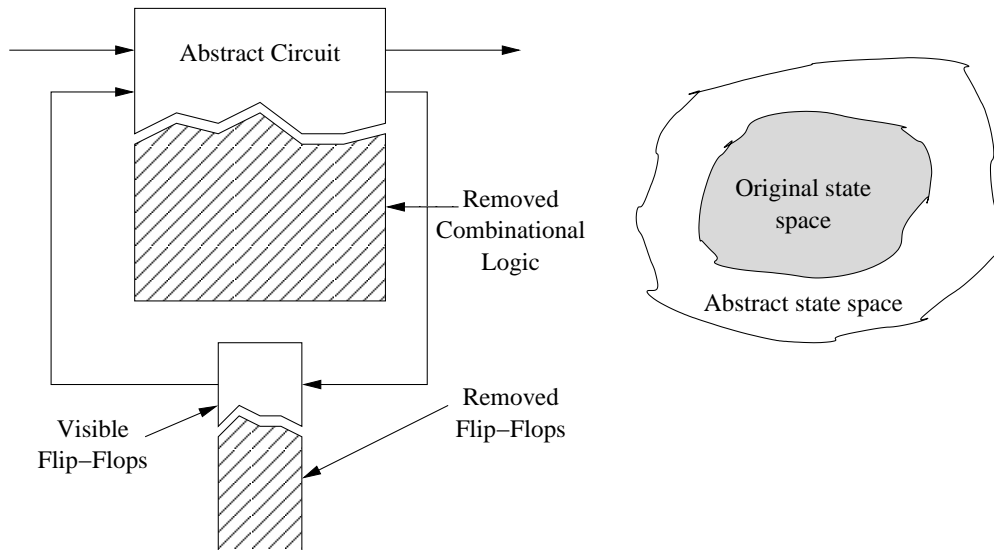 Abstract Circuit
Removed
Combinational
Logic
Visible
Flip−Flops
Removed
Flip−Flops
Original state
space
Abstract state space